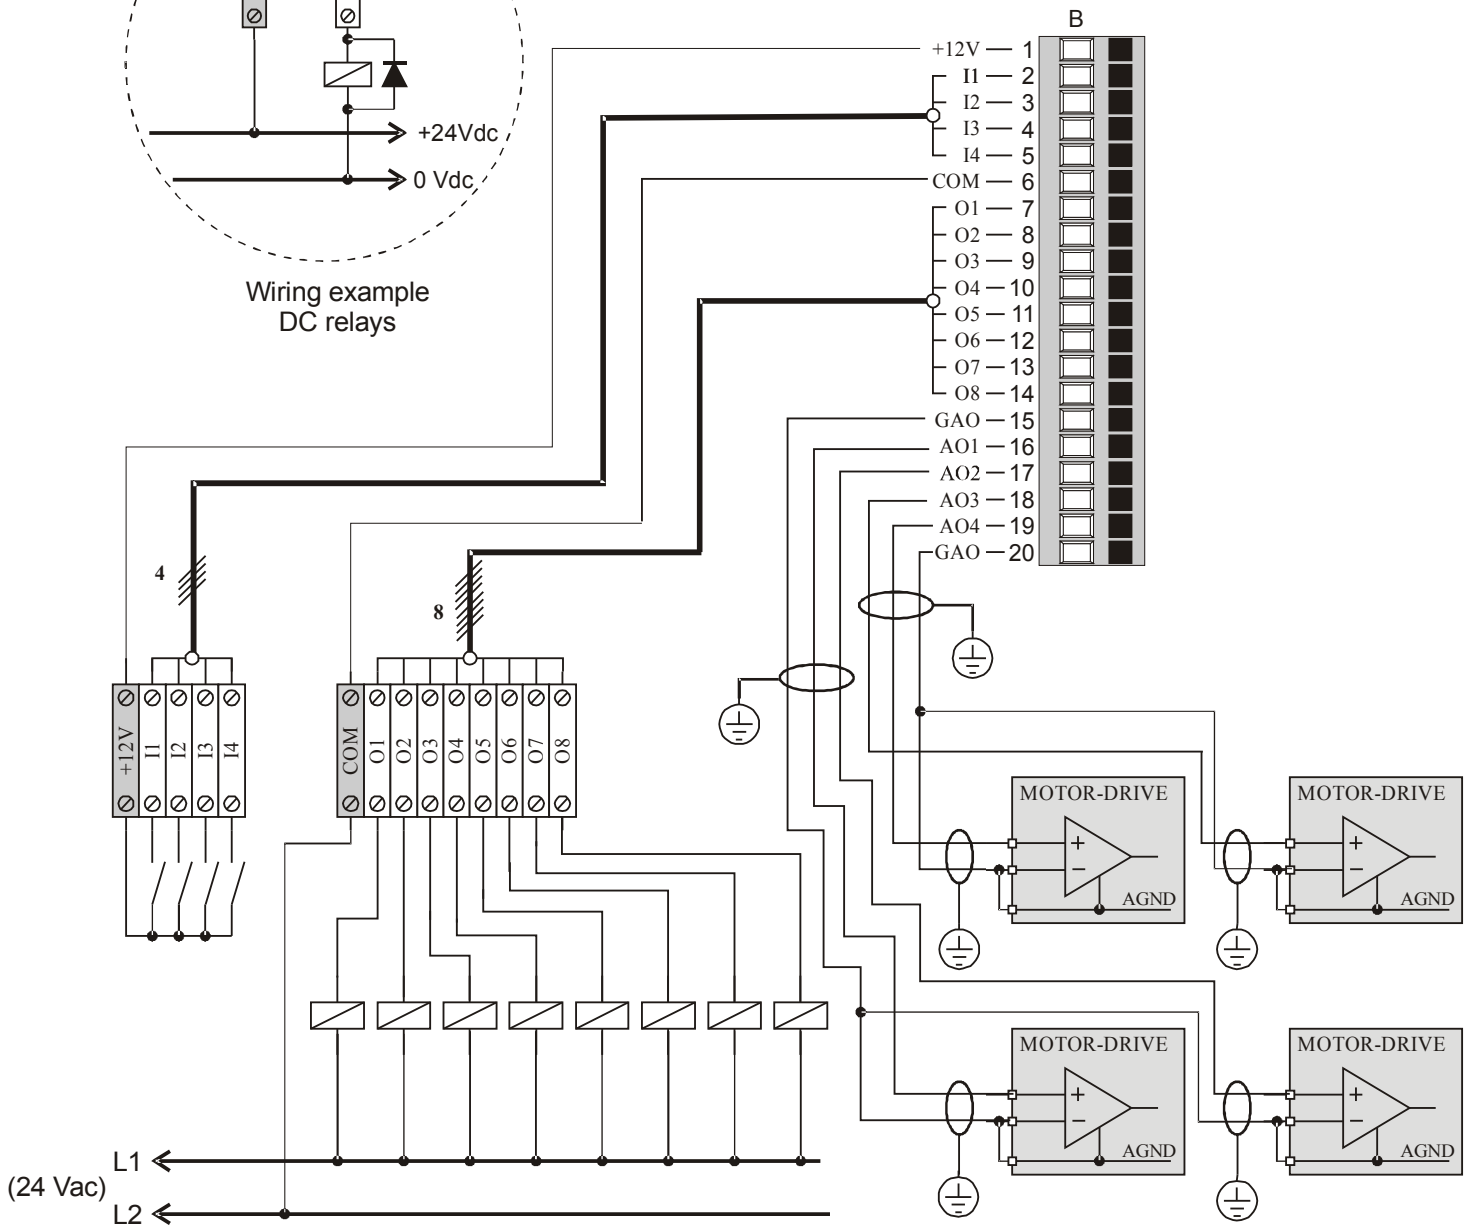 B
+12V 1
I1 2
I2 3
I3 4
I4 5
COM 6
O1 7
O2 8
O3 9
O4 10
O5 11
O6 12
O7 13
O8 14
GAO 15
AO1 16
AO2 17
AO3 18
AO4 19
GAO 20
+24Vdc
0 Vdc
Wiring example
DC relays
4
8
+12V I1 I2 I3 I4
COM O1 O2 O3 O4 O5 O6 O7 O8
MOTOR-DRIVE
+
−
AGND
MOTOR-DRIVE
+
−
AGND
MOTOR-DRIVE
+
−
AGND
MOTOR-DRIVE
+
−
AGND
L1
(24 Vac)
L2